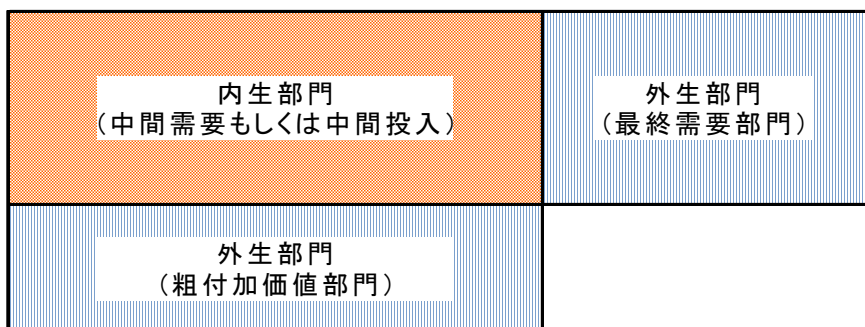 内生部門
（中間需要もしくは中間投入）
外生部門
（最終需要部門）
外生部門
（粗付加価値部門）